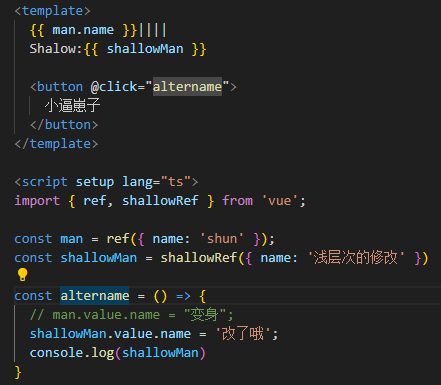 <template>
{{ man.name }}||||
Shalow:{{ shallowMan }}
<button @click="altername">
小逼崽子
</button>
</template>
<script setup lang="ts">
import { ref, shallowRef } from 'vue';
const man = ref({ name: 'shun' });
const shallowMan = shallowRef({ name: '浅层次的修改' })
const altername = () => {
// man.value.name = "变身";
shallowMan.value.name = '改了哦';
console.log(shallowMan)
}